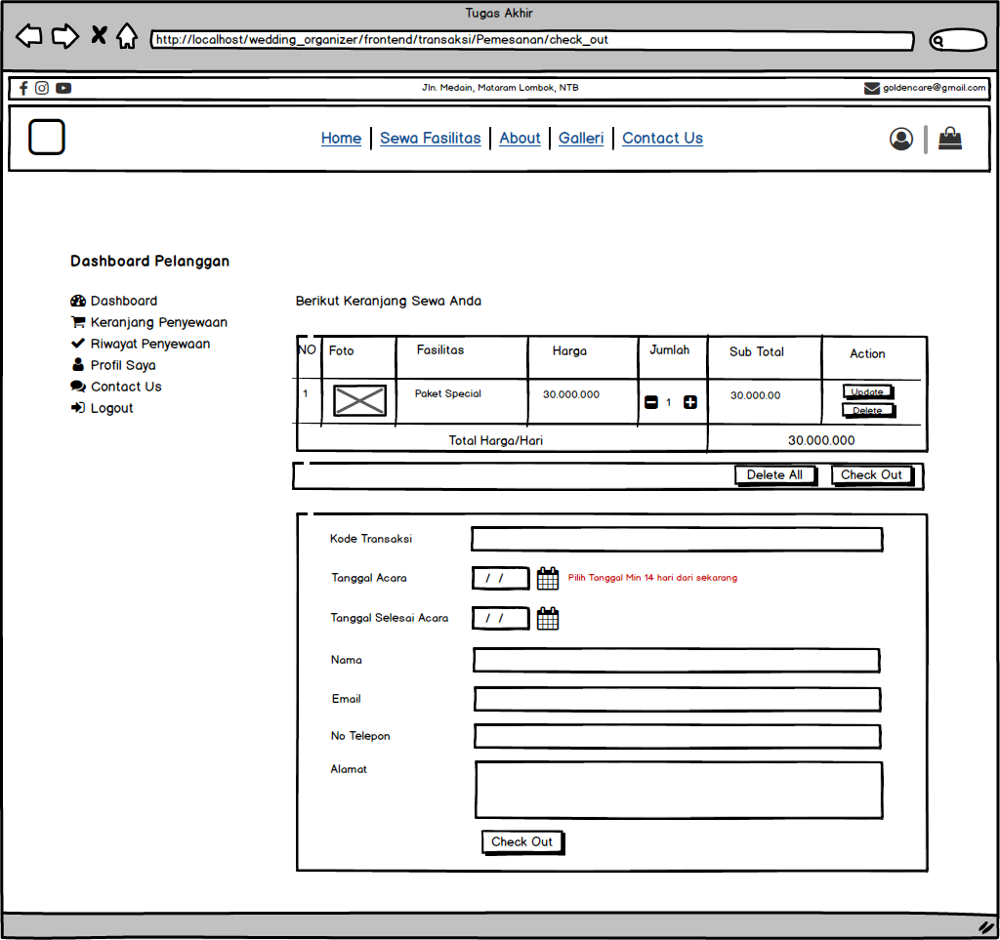 Tugas Akhir
http://localhost/wedding_organizer/frontend/transaksi/Pemesanan/check_out
Jln. Medain, Mataram Lombok, NTB
goldencare@gmail.com
Home Sewa Fasilitas About Galleri Contact Us
Dashboard Pelanggan
Dashboard
Keranjang Penyewaan
Riwayat Penyewaan
Profil Saya
Contact Us
Logout
Berikut Keranjang Sewa Anda
NO Foto Fasilitas Harga Jumlah Sub Total Action
1 Paket Special 30.000.000 1 30.000.00 Update
Delete
Total Harga/Hari 30.000.000
Delete All Check Out
Kode Transaksi
Tanggal Acara / / Pilih Tanggal Min 14 hari dari sekarang
Tanggal Selesai Acara / /
Nama
Email
No Telepon
Alamat
Check Out